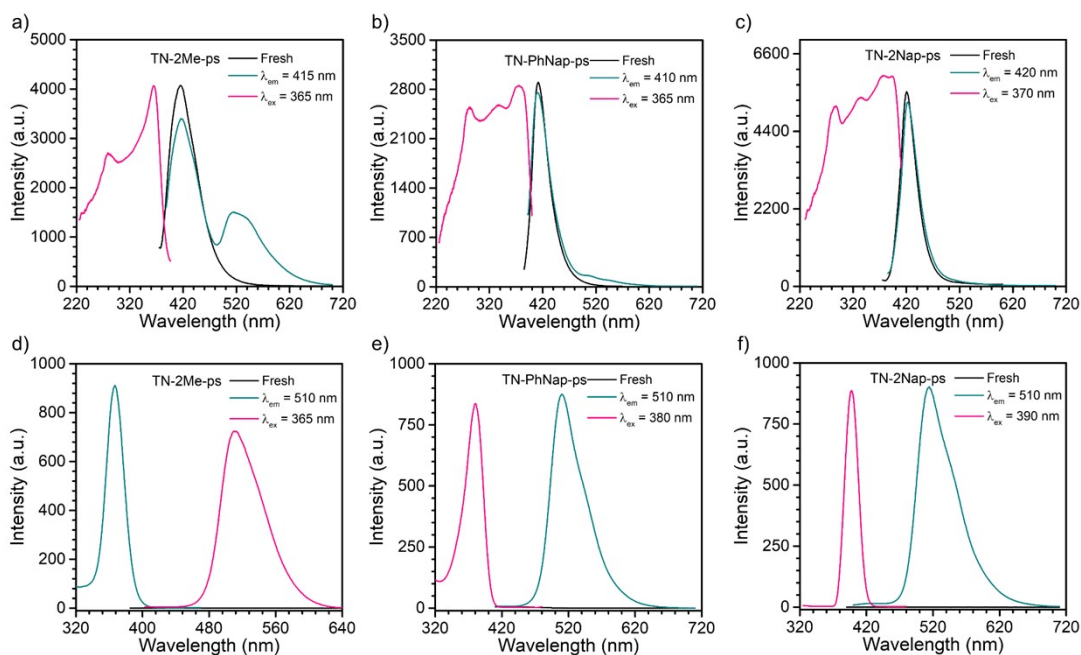 a)
TN-2Me-ps
Fresh
λem = 415 nm
λex = 365 nm
Intensity (a.u.)
5000
4000
3000
2000
1000
0
220 320 420 520 620 720
Wavelength (nm)
b)
TN-PhNap-ps
Fresh
λem = 410 nm
λex = 365 nm
Intensity (a.u.)
3500
2800
2100
1400
700
0
220 320 420 520 620 720
Wavelength (nm)
c)
TN-2Nap-ps
Fresh
λem = 420 nm
λex = 370 nm
Intensity (a.u.)
6600
4400
2200
0
220 320 420 520 620 720
Wavelength (nm)
d)
TN-2Me-ps
Fresh
λem = 510 nm
λex = 365 nm
Intensity (a.u.)
1000
800
600
400
200
0
320 400 480 560 640
Wavelength (nm)
e)
TN-PhNap-ps
Fresh
λem = 510 nm
λex = 380 nm
Intensity (a.u.)
1000
750
500
250
0
320 420 520 620 720
Wavelength (nm)
f)
TN-2Nap-ps
Fresh
λem = 510 nm
λex = 390 nm
Intensity (a.u.)
1000
750
500
250
0
320 420 520 620 720
Wavelength (nm)